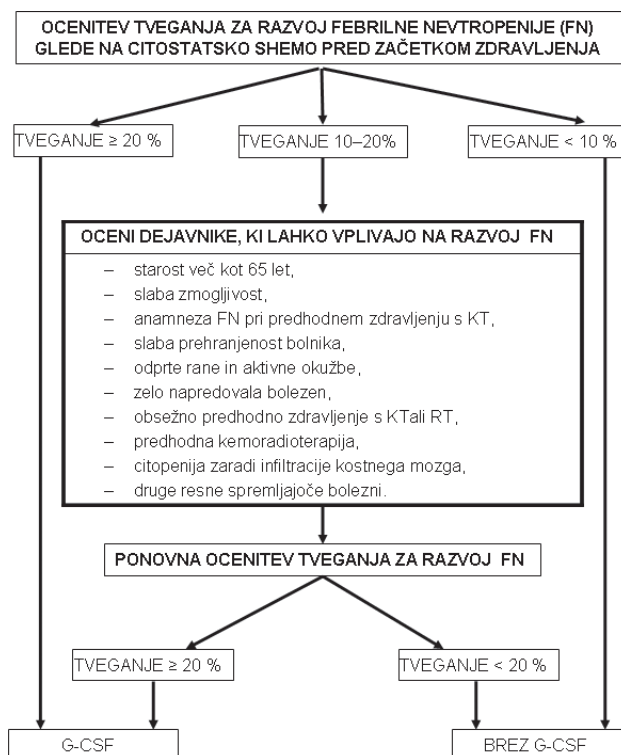 OCENITEV TVEGANJA ZA RAZVOJ FEBRILNE NEVTROPENIJE (FN)
GLEDE NA CITOSTATSKO SHEMO PRED ZAČETKOM ZDRAVLJENJA
TVEGANJE ≥ 20 %
TVEGANJE 10–20%
TVEGANJE < 10 %
OCENI DEJAVNIKE, KI LAHKO VPLIVAJO NA RAZVOJ FN
– starost več kot 65 let,
– slaba zmogljivost,
– anamneza FN pri predhodnem zdravljenju s KT,
– slaba prehranjenost bolnika,
– odprte rane in aktivne okužbe,
– zelo napredovala bolezen,
– obsežno predhodno zdravljenje s KTali RT,
– predhodna kemoradioterapija,
– citopenija zaradi infiltracije kostnega mozga,
– druge resne spremljajoče bolezni.
PONOVNA OCENITEV TVEGANJA ZA RAZVOJ FN
TVEGANJE ≥ 20 %
TVEGANJE < 20 %
G-CSF
BREZ G-CSF